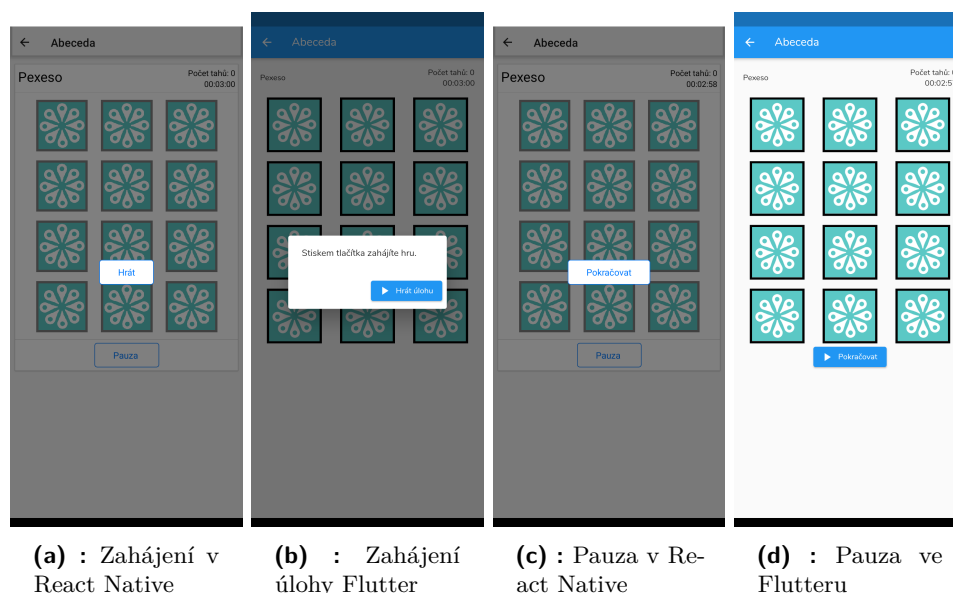 Abeceda
Pexeso
Počet tahů: 0
00:03:00
Hrát
Pauza
Abeceda
Pexeso
Počet tahů: 0
00:03:00
Stiskem tlačítka zahájíte hru.
Hrát úlohu
Abeceda
Pexeso
Počet tahů: 0
00:02:58
Pokračovat
Pauza
Abeceda
Pexeso
Počet tahů:
Pokračovat
(a) : Zahájení v
React Native
(b) : Zahájení
úlohy Flutter
(c) : Pauza v Re-
act Native
(d) : Pauza ve
Flutteru